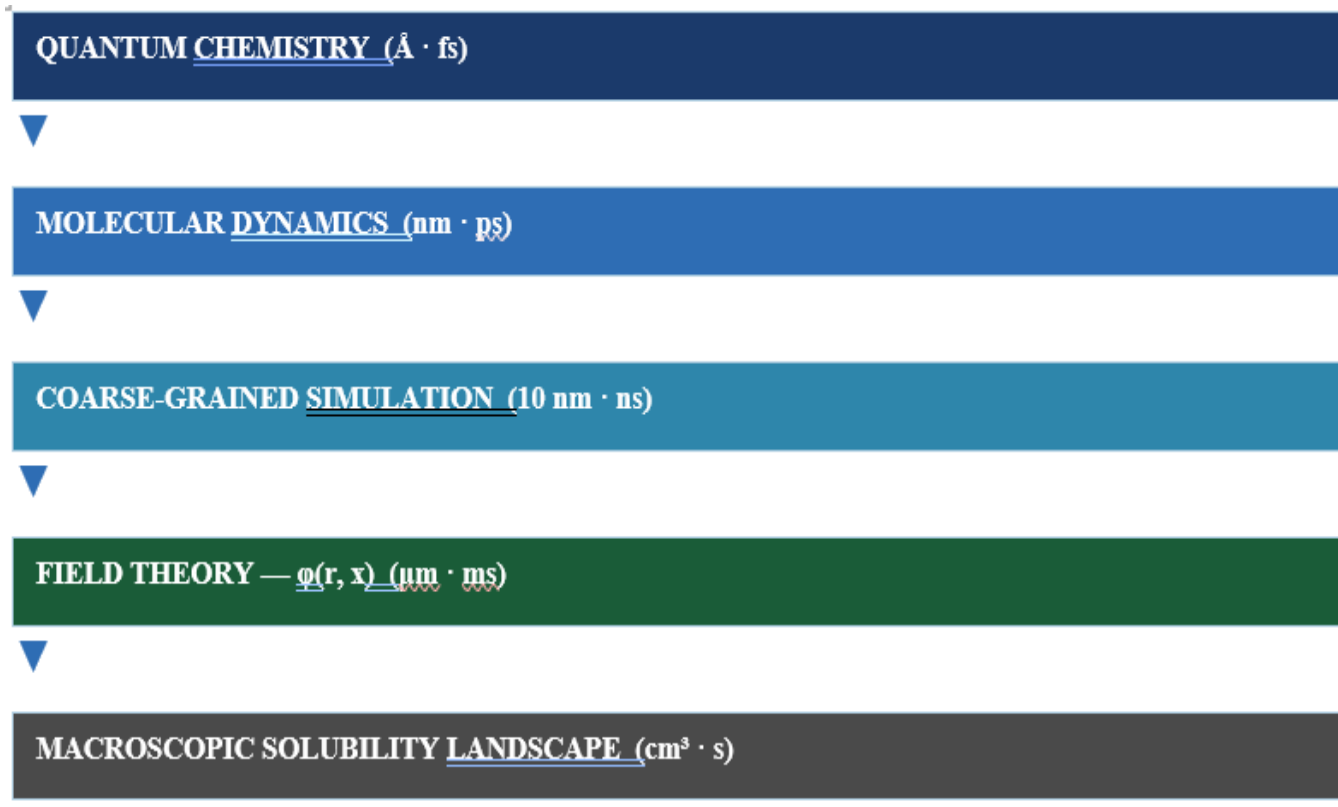 QUANTUM CHEMISTRY (Å · fs)
MOLECULAR DYNAMICS (nm · ps)
COARSE-GRAINED SIMULATION (10 nm · ns)
FIELD THEORY — φ(r, x) (μm · ms)
MACROSCOPIC SOLUBILITY LANDSCAPE (cm³ · s)